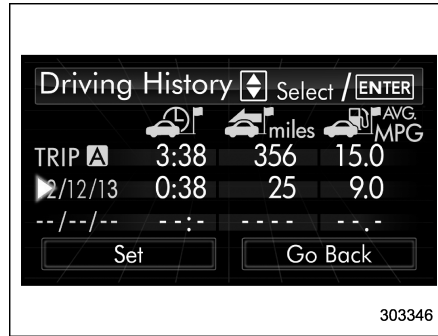 Driving History Select / ENTER
miles AVG. MPG
TRIP A 3:38 356 15.0
2/12/13 0:38 25 9.0
--/--/-- --:- ---- --.-
Set Go Back
303346